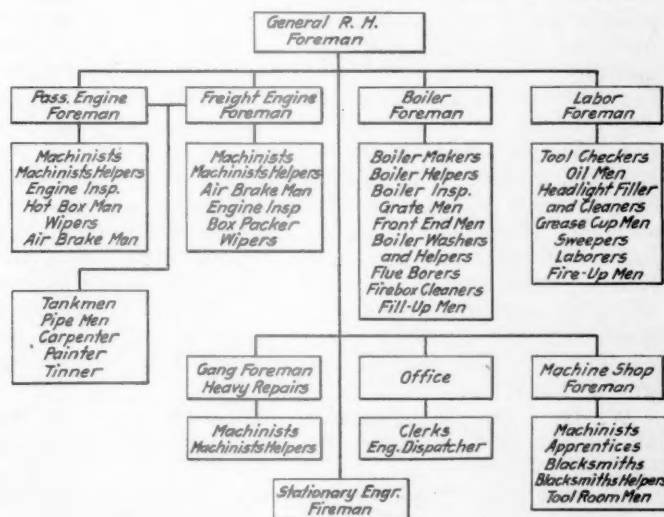 General R. H.
Foreman
Pass. Engine
Foreman
Freight Engine
Foreman
Boiler
Foreman
Labor
Foreman
Machinists
Machinists Helpers
Engine Insp.
Hot Box Man
Wipers
Air Brake Man
Machinists
Machinists Helpers
Air Brake Man
Engine Insp
Box Packer
Wipers
Boiler Makers
Boiler Helpers
Boiler Insp.
Grate Men
Front End Men
Boiler Washers
and Helpers
Flue Borers
Firebox Cleaners
Fill-Up Men
Tool Checkers
Oil Men
Headlight Filler
and Cleaners
Grease Cup Men
Sweepers
Laborers
Fire-Up Men
Tankmen
Pipe Men
Carpenter
Painter
Tinner
Gang Foreman
Heavy Repairs
Office
Machine Shop
Foreman
Machinists
Machinists Helpers
Clerks
Eng. Dispatcher
Machinists
Apprentices
Blacksmiths
Blacksmiths Helpers
Tool Room Men
Stationary Engr.
Fireman